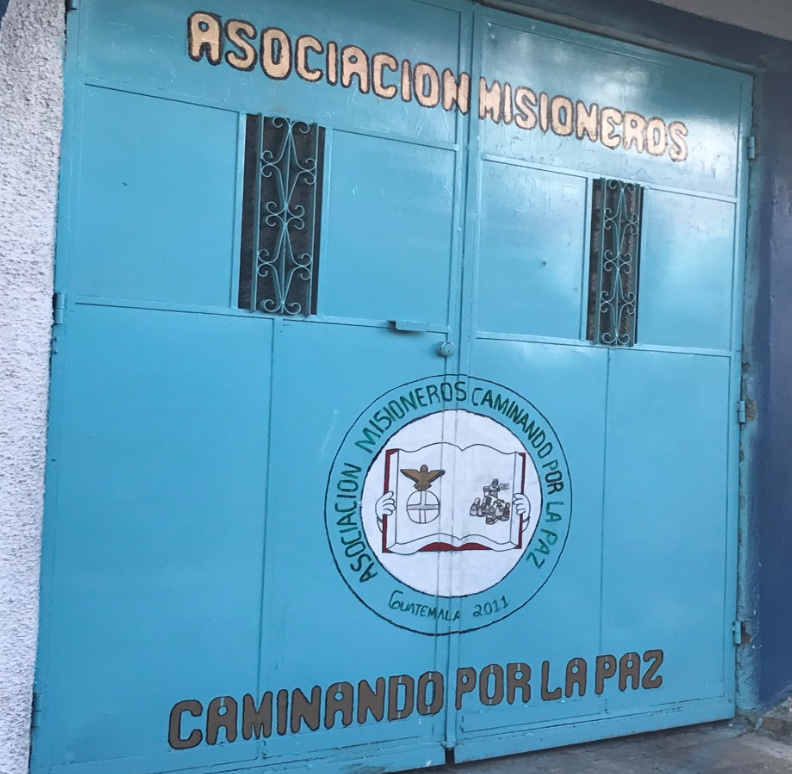 ASOCIACION MISIONEROS
ASOCIACION MISIONEROS CAMINANDO POR LA PAZ
GUATEMALA 2011
CAMINANDO POR LA PAZ